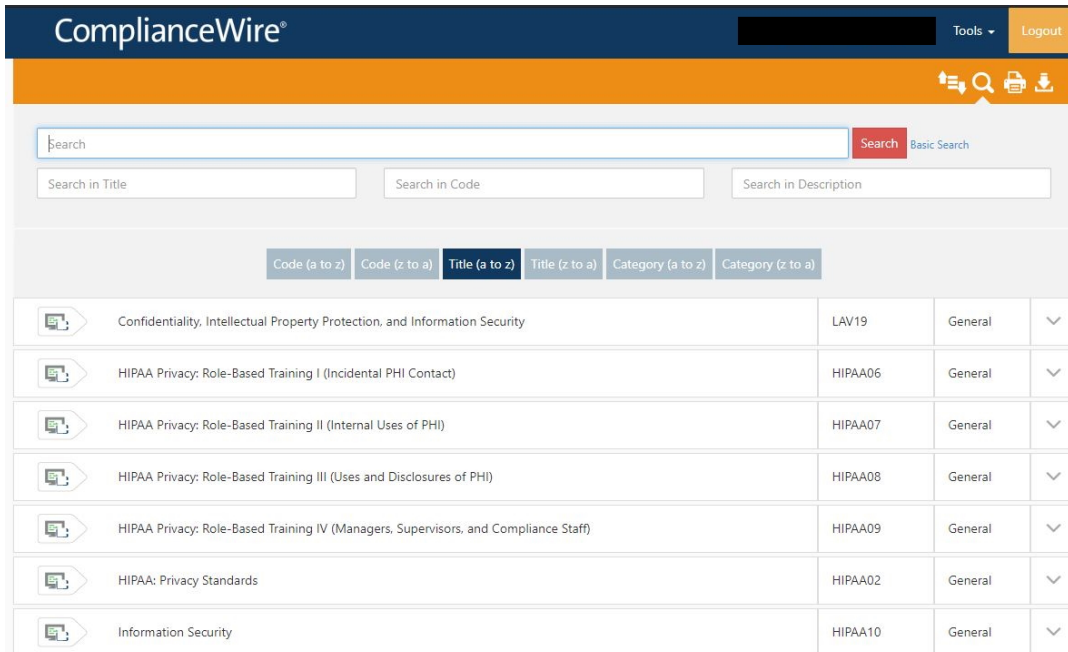 ComplianceWire®
Tools
Logout
Search
Search
Basic Search
Search in Title
Search in Code
Search in Description
Code (a to z)
Code (z to a)
Title (a to z)
Title (z to a)
Category (a to z)
Category (z to a)
Confidentiality, Intellectual Property Protection, and Information Security LAV19 General
HIPAA Privacy: Role-Based Training I (Incidental PHI Contact) HIPAA06 General
HIPAA Privacy: Role-Based Training II (Internal Uses of PHI) HIPAA07 General
HIPAA Privacy: Role-Based Training III (Uses and Disclosures of PHI) HIPAA08 General
HIPAA Privacy: Role-Based Training IV (Managers, Supervisors, and Compliance Staff) HIPAA09 General
HIPAA: Privacy Standards HIPAA02 General
Information Security HIPAA10 General